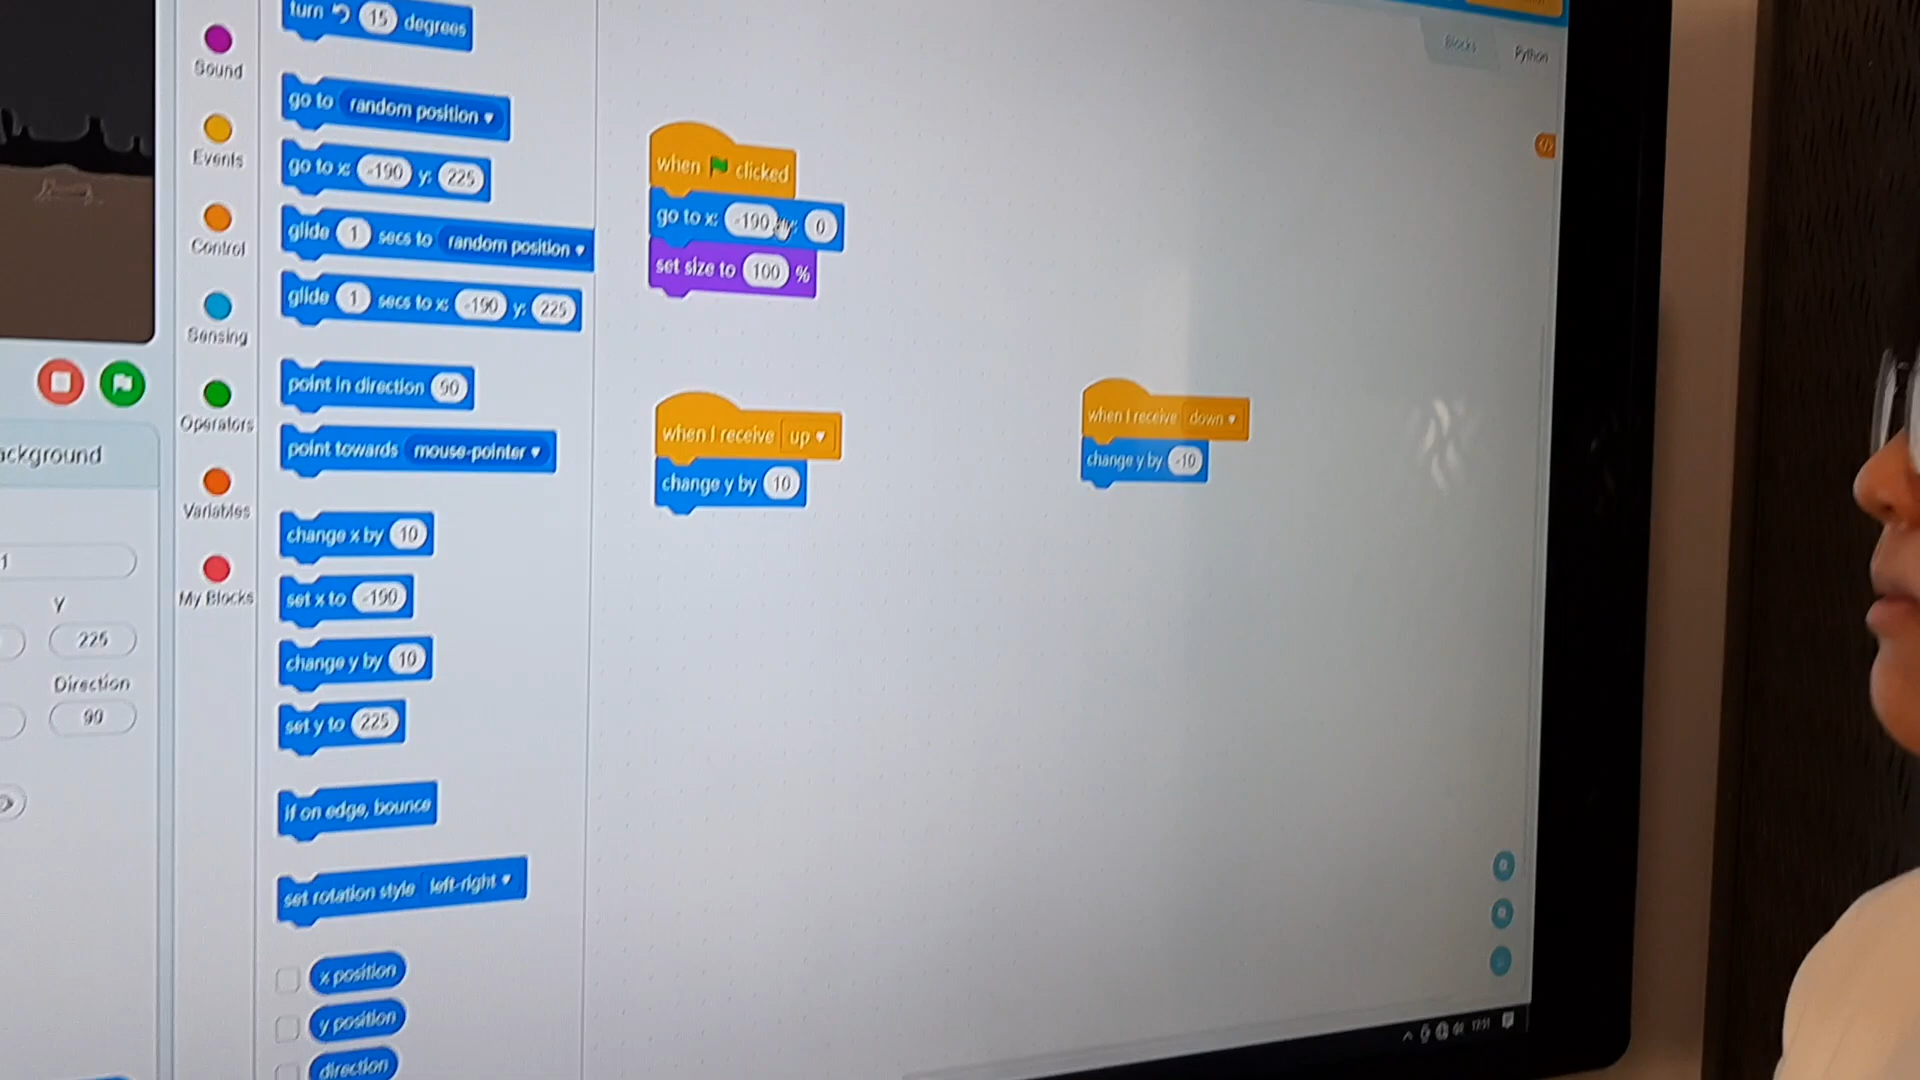 turn 15 degrees
go to random position
go to x: -190 y: 225
glide 1 secs to random position
glide 1 secs to x: -190 y: 225
point in direction 90
point towards mouse-pointer
change x by 10
set x to -190
change y by 10
set y to 225
if on edge, bounce
set rotation style left-right
x position
y position
direction
Sound
Events
Control
Sensing
Operators
Variables
My Blocks
ackground
1
y
225
Direction
90
when clicked
go to x: -190 y: 0
set size to 100 %
when I receive up
change y by 10
when I receive down
change y by -10
Blocks
Python